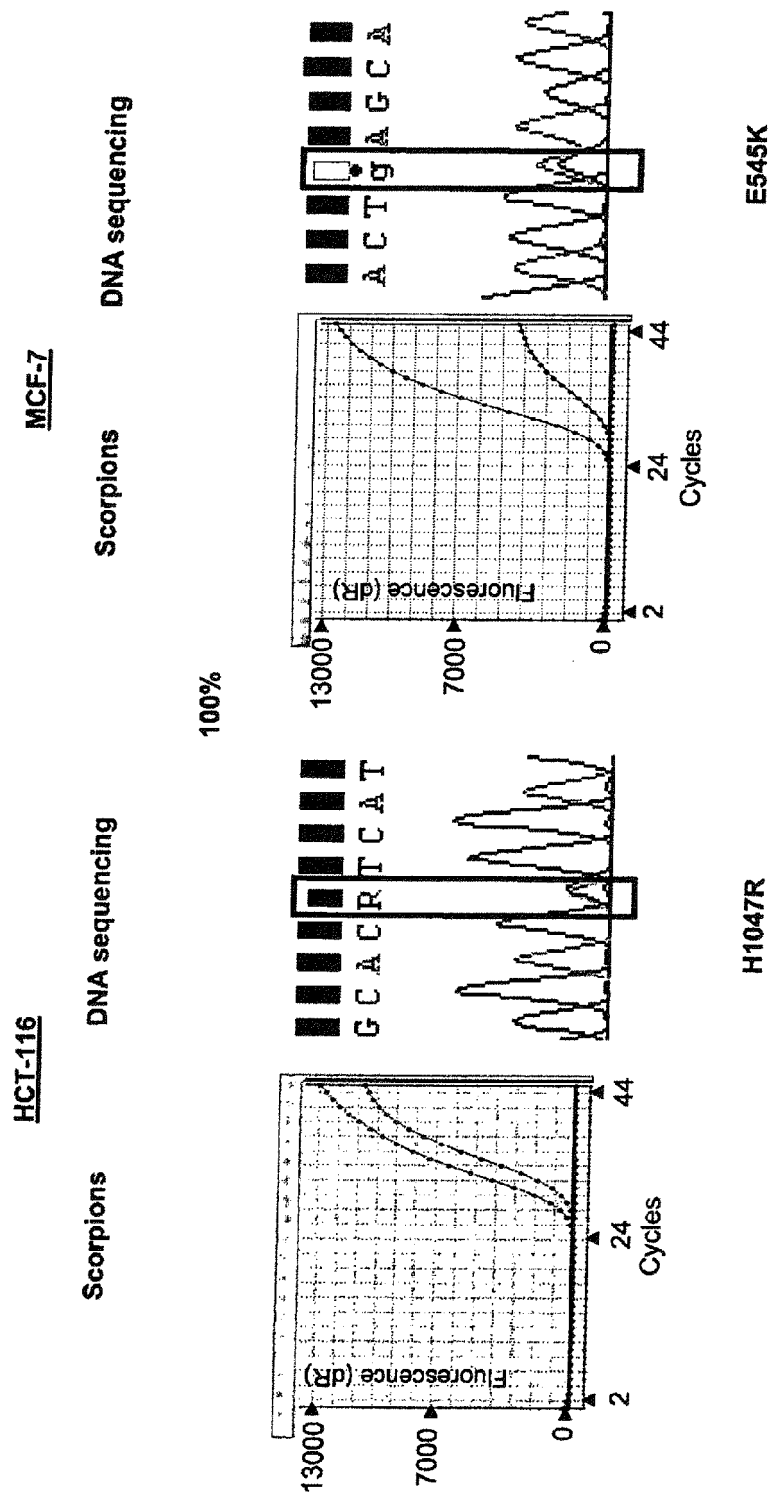 HCT-116
Scorpions
DNA sequencing
13000
7000
0
Fluorescence (dR)
2
24
44
Cycles
G C A C R T C A T
H1047R
100%
MCF-7
Scorpions
DNA sequencing
13000
7000
0
Fluorescence (dR)
2
24
44
Cycles
A C T g A G C A
E545K